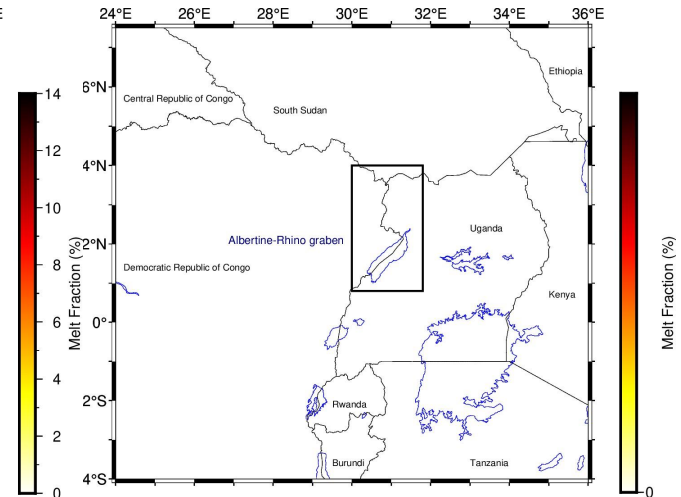 E
24°E
26°E
28°E
30°E
32°E
34°E
36°E
Ethiopia
6°N
14
Central Republic of Congo
South Sudan
12
4°N
10
Albertine-Rhino graben
Uganda
2°N
8
Democratic Republic of Congo
Kenya
Melt Fraction (%)
Melt Fraction (%)
6
0°
4
2°S
Rwanda
2
Burundi
Tanzania
4°S
0
0